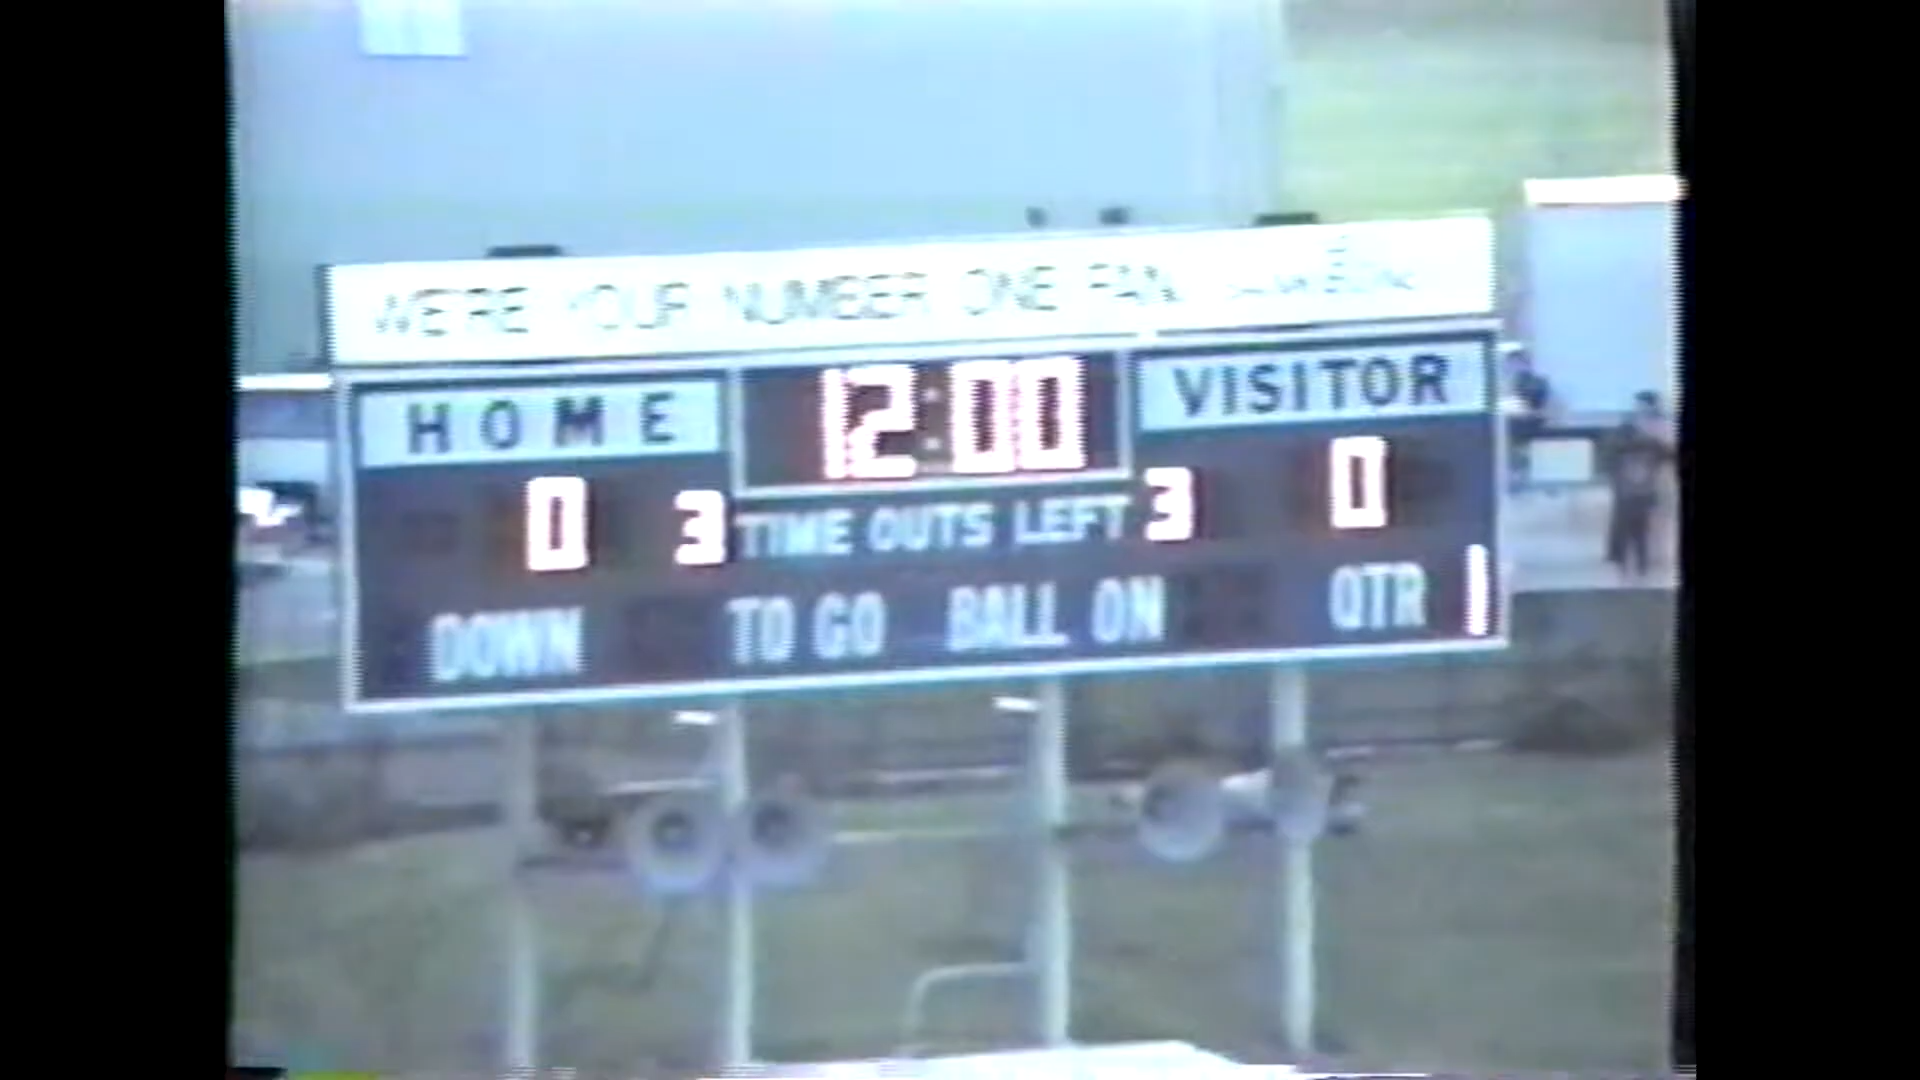 WE'RE YOUR NUMBER ONE FAN
HOME 12:00 VISITOR
0 3 TIME OUTS LEFT 3 0
DOWN TO GO BALL ON QTR 1